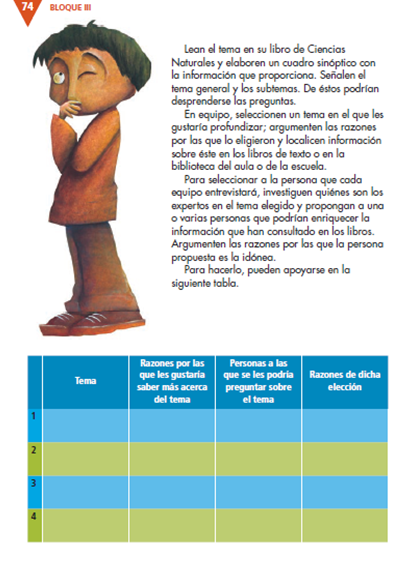 74
BLOQUE III
Lean el tema en su libro de Ciencias
Naturales y elaboren un cuadro sinóptico con
la información que proporciona. Señalen el
tema general y los subtemas. De éstos podrían
desprenderse las preguntas.
En equipo, seleccionen un tema en el que les
gustaría profundizar; argumenten las razones
por las que lo eligieron y localicen información
sobre éste en los libros de texto o en la
biblioteca del aula o de la escuela.
Para seleccionar a la persona que cada
equipo entrevistará, investiguen quiénes son los
expertos en el tema elegido y propongan a una
o varias personas que podrían enriquecer la
información que han consultado en los libros.
Argumenten las razones por las que la persona
propuesta es la idónea.
Para hacerlo, pueden apoyarse en la
siguiente tabla.
Tema
Razones por las
que les gustaría
saber más acerca
del tema
Personas a las
que se les podría
preguntar sobre
el tema
Razones de dicha
elección
1
2
3
4